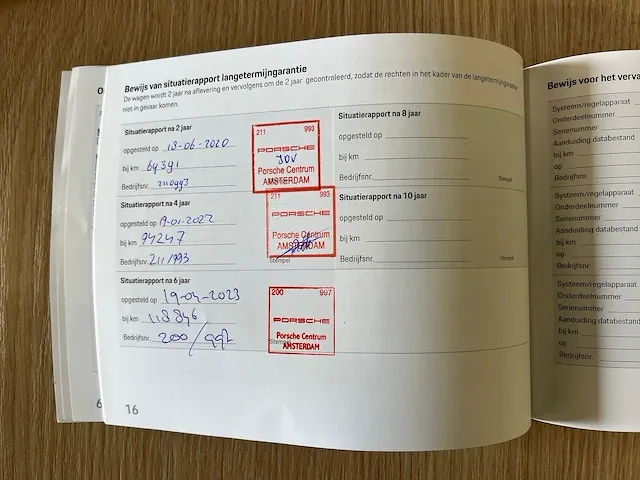 Bewijs van situatierapport langetermijngarantie
De wagen wordt 2 jaar na aflevering en vervolgens om de 2 jaar gecontroleerd, zodat de rechten in het kader van de langetermijngarantie
niet in gevaar komen.
Situatierapport na 2 jaar
opgesteld op 18-06-2020
bij km 64391
Bedrijfsnr. 2110993
211 993
PORSCHE
Porsche Centrum
AMSTERDAM
Situatierapport na 4 jaar
opgesteld op 19-01-2022
bij km 94247
Bedrijfsnr. 211/993
211 993
PORSCHE
Porsche Centrum
AMSTERDAM
Stempel
Situatierapport na 6 jaar
opgesteld op 19-04-2023
bij km 118846
Bedrijfsnr. 200/997
200 997
PORSCHE
Porsche Centrum
AMSTERDAM
Situatierapport na 8 jaar
opgesteld op
bij km
Bedrijfsnr.
Stempel
Situatierapport na 10 jaar
opgesteld op
bij km
Bedrijfsnr.
Stempel
16
Bewijs voor het verva
Systeem/regelapparaat
Onderdeelnummer
Serienummer
Aanduiding databestand
bij km
op
Bedrijfsnr.
Systeem/regelapparaat
Onderdeelnummer
Serienummer
Aanduiding databestand
bij km
op
Bedrijfsnr.
Systeem/regelapparaat
Onderdeelnummer
Serienummer
Aanduiding databestand
bij km
op
Bedrijfsnr.